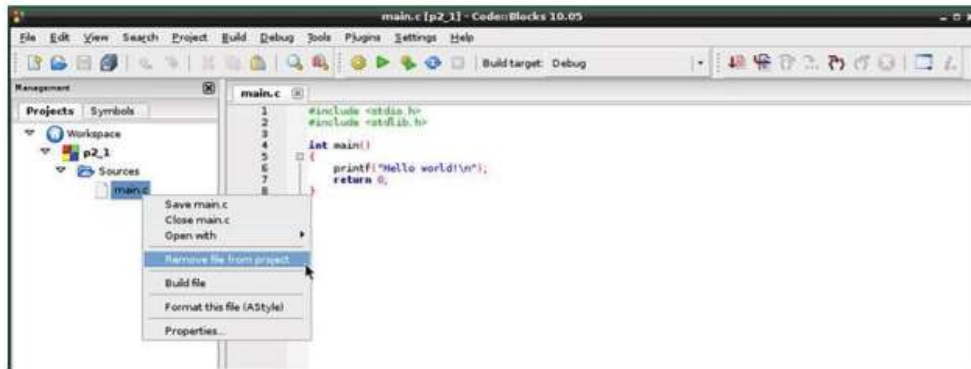 main.c [p2_1] - Code::Blocks 10.05
File Edit View Search Project Build Debug Tools Plugins Settings Help
Build target: Debug
Management
Projects Symbols
main.c
Workspace
p2_1
Sources
main.c
1 #include <stdio.h>
2 #include <stdlib.h>
3
4 int main()
5 {
6 printf("Hello world!\n");
7 return 0;
8 }
Save main.c
Close main.c
Open with
Remove file from project
Build file
Format this file (AStyle)
Properties...